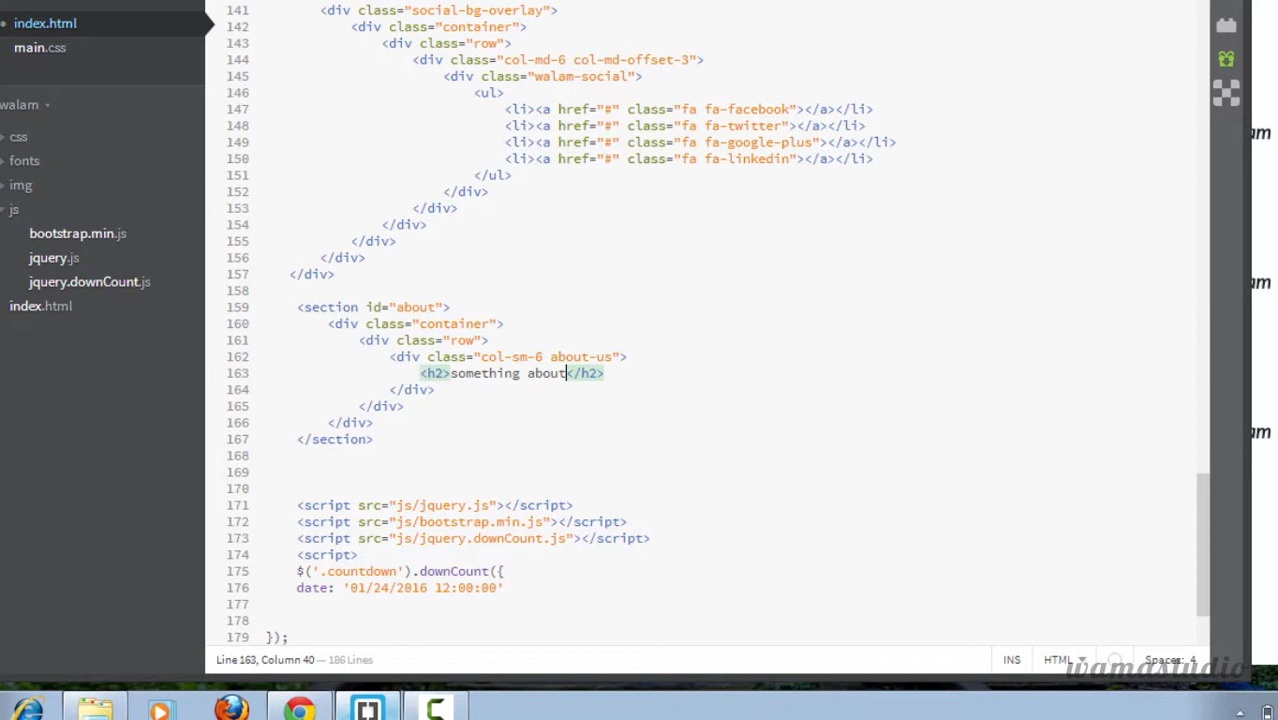 index.html
main.css
walam
css
fonts
img
js
bootstrap.min.js
jquery.js
jquery.downCount.js
index.html
141 <div class="social-bg-overlay">
142 <div class="container">
143 <div class="row">
144 <div class="col-md-6 col-md-offset-3">
145 <div class="walam-social">
146 <ul>
147 <li><a href="#" class="fa fa-facebook"></a></li>
148 <li><a href="#" class="fa fa-twitter"></a></li>
149 <li><a href="#" class="fa fa-google-plus"></a></li>
150 <li><a href="#" class="fa fa-linkedin"></a></li>
151 </ul>
152 </div>
153 </div>
154 </div>
155 </div>
156 </div>
157 </div>
158
159 <section id="about">
160 <div class="container">
161 <div class="row">
162 <div class="col-sm-6 about-us">
163 <h2>something about</h2>
164 </div>
165 </div>
166 </div>
167 </section>
168
169
170
171 <script src="js/jquery.js"></script>
172 <script src="js/bootstrap.min.js"></script>
173 <script src="js/jquery.downCount.js"></script>
174 <script>
175 $('.countdown').downCount({
176 date: '01/24/2016 12:00:00'
177
178
179 });
Line 163, Column 40 — 186 Lines
INS HTML Spaces: 4
wamastudio
am
am
am